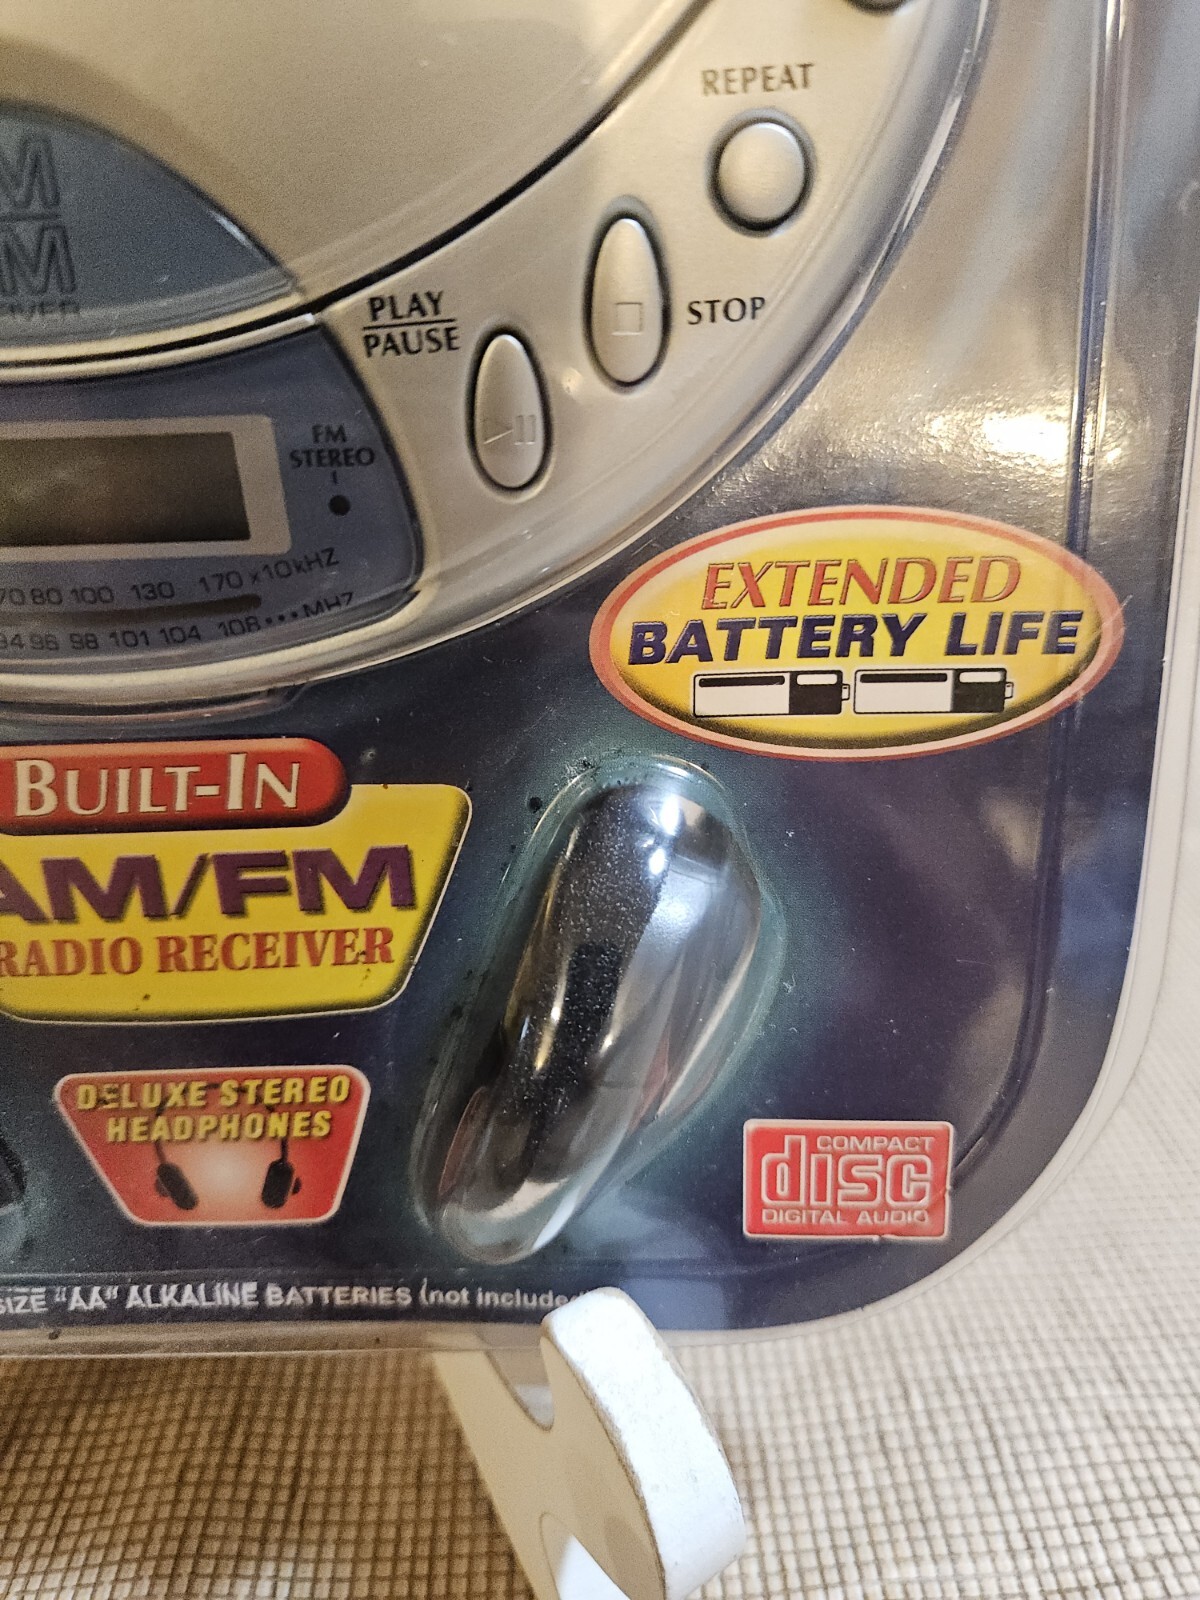 REPEAT
STOP
PLAY
PAUSE
FM
STEREO
70 80 100 130 170 x10kHZ
94 96 98 101 104 108•••MHZ
EXTENDED
BATTERY LIFE
BUILT-IN
AM/FM
RADIO RECEIVER
DELUXE STEREO
HEADPHONES
COMPACT
disc
DIGITAL AUDIO
SIZE "AA" ALKALINE BATTERIES (not include